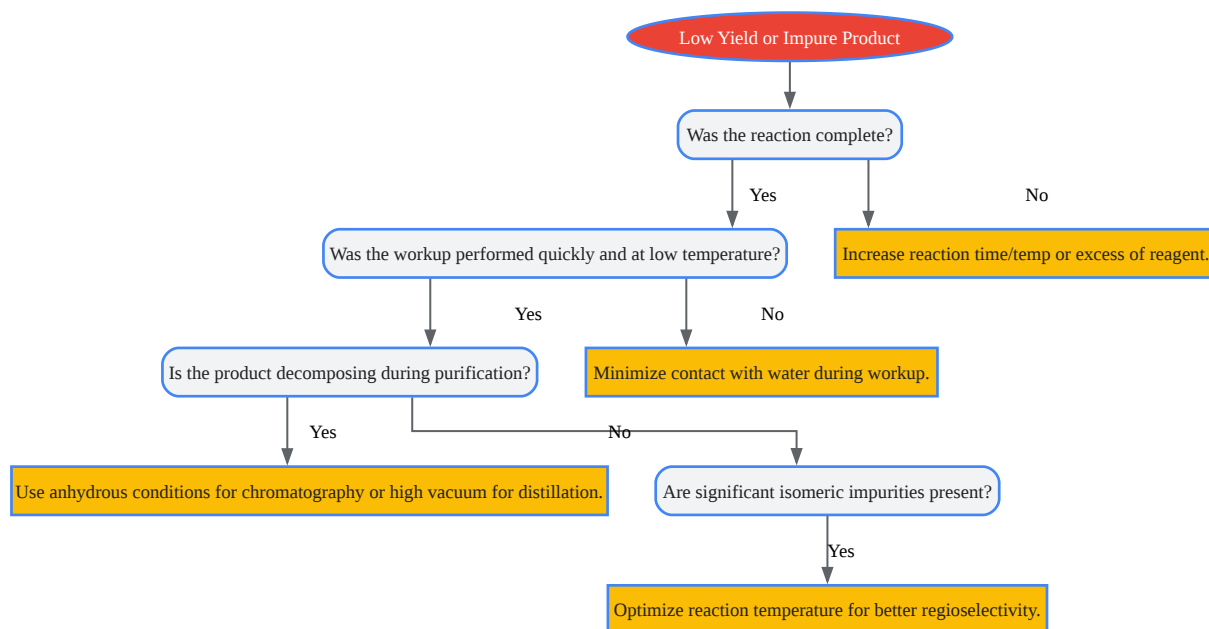 Low Yield or Impure Product
Was the reaction complete?
Yes
No
Was the workup performed quickly and at low temperature?
Increase reaction time/temp or excess of reagent.
Yes
No
Is the product decomposing during purification?
Minimize contact with water during workup.
Yes
No
Use anhydrous conditions for chromatography or high vacuum for distillation.
Are significant isomeric impurities present?
Yes
Optimize reaction temperature for better regioselectivity.